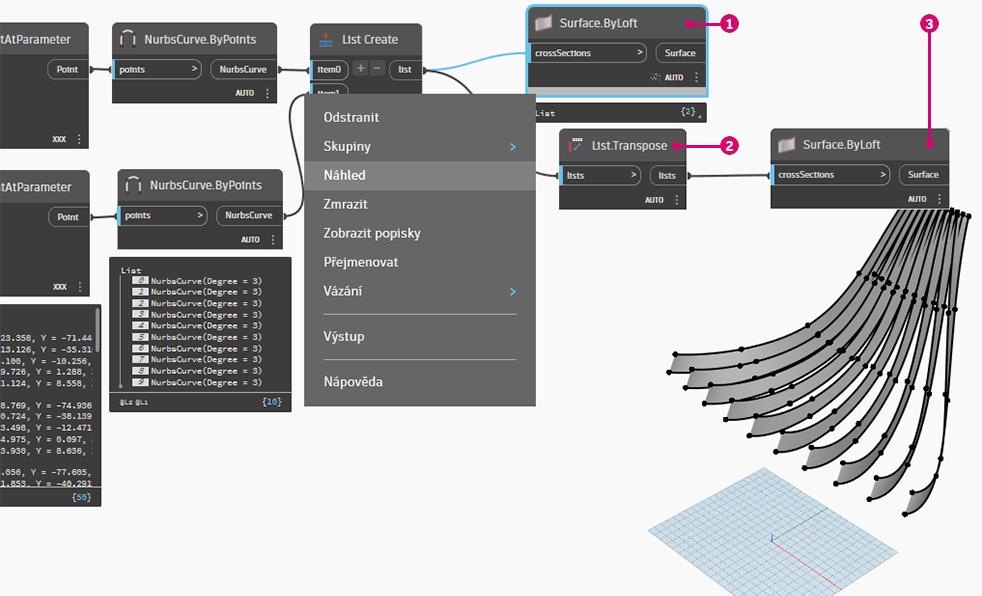 tAtParameter
Point
XXX
NurbsCurve.ByPoints
points >
NurbsCurve
AUTO
List Create
item0
+ −
list
item1
Surface.ByLoft
crossSections >
Surface
AUTO
List
{2}
1
List.Transpose
lists >
lists
AUTO
2
Surface.ByLoft
crossSections >
Surface
AUTO
3
Odstranit
Skupiny >
Náhled
Zmrazit
Zobrazit popisky
Přejmenovat
Vázání >
Výstup
Nápověda
tAtParameter
Point
XXX
NurbsCurve.ByPoints
points >
NurbsCurve
AUTO
List
0 NurbsCurve(Degree = 3)
1 NurbsCurve(Degree = 3)
2 NurbsCurve(Degree = 3)
3 NurbsCurve(Degree = 3)
4 NurbsCurve(Degree = 3)
5 NurbsCurve(Degree = 3)
6 NurbsCurve(Degree = 3)
7 NurbsCurve(Degree = 3)
8 NurbsCurve(Degree = 3)
9 NurbsCurve(Degree = 3)
@L2 @L1
{10}
23.358, Y = -71.44
13.126, Y = -35.31
.100, Y = -10.256,
9.726, Y = 1.288,
1.124, Y = 8.558,
8.769, Y = -74.936
0.724, Y = -38.139
3.498, Y = -12.471
4.975, Y = 0.097,
3.930, Y = 8.636,
.056, Y = -77.605,
1.853, Y = -40.291
{50}